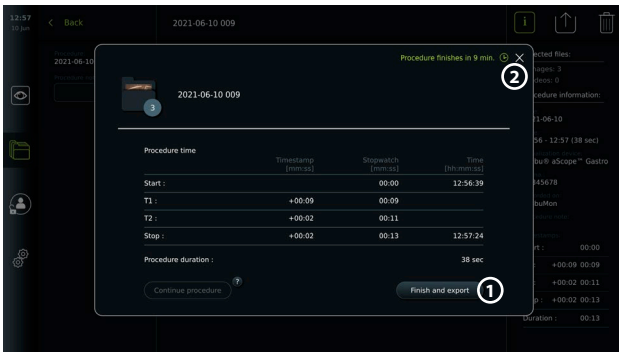 12:57
10 Jun
Back
2021-06-10 009
i
Procedure
2021-06-10
Procedure finishes in 9 min.
2
ected files:
ages: 3
deos: 0
cedure information:
3
2021-06-10 009
21-06-10
56 - 12:57 (38 sec)
bu® aScope™ Gastro
345678
buMon
Procedure time
Timestamp Stopwatch Time
[mm:ss] [mm:ss] [hh:mm:ss]
Start : 00:00 12:56:39
T1 : +00:09 00:09
T2 : +00:02 00:11
Stop : +00:02 00:13 12:57:24
Procedure duration : 38 sec
Continue procedure ?
Finish and export 1
rt : 00:00
+00:09 00:09
+00:02 00:11
p : +00:02 00:13
Duration : 00:13